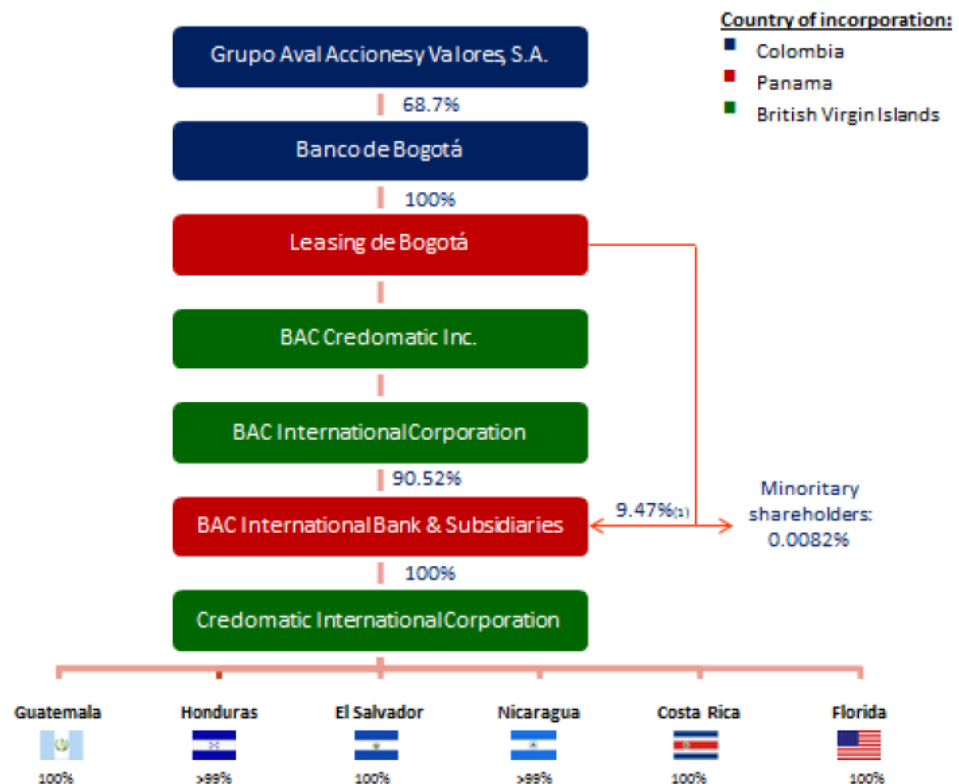 Country of incorporation:
Colombia
Panama
British Virgin Islands
Grupo Aval Acciones y Valores, S.A.
68.7%
Banco de Bogotá
100%
Leasing de Bogotá
BAC Credomatic Inc.
BAC International Corporation
90.52%
BAC International Bank & Subsidiaries
9.47%(1)
Minoritary
shareholders:
0.0082%
100%
Credomatic International Corporation
Guatemala Honduras El Salvador Nicaragua Costa Rica Florida
100% >99% 100% >99% 100% 100%